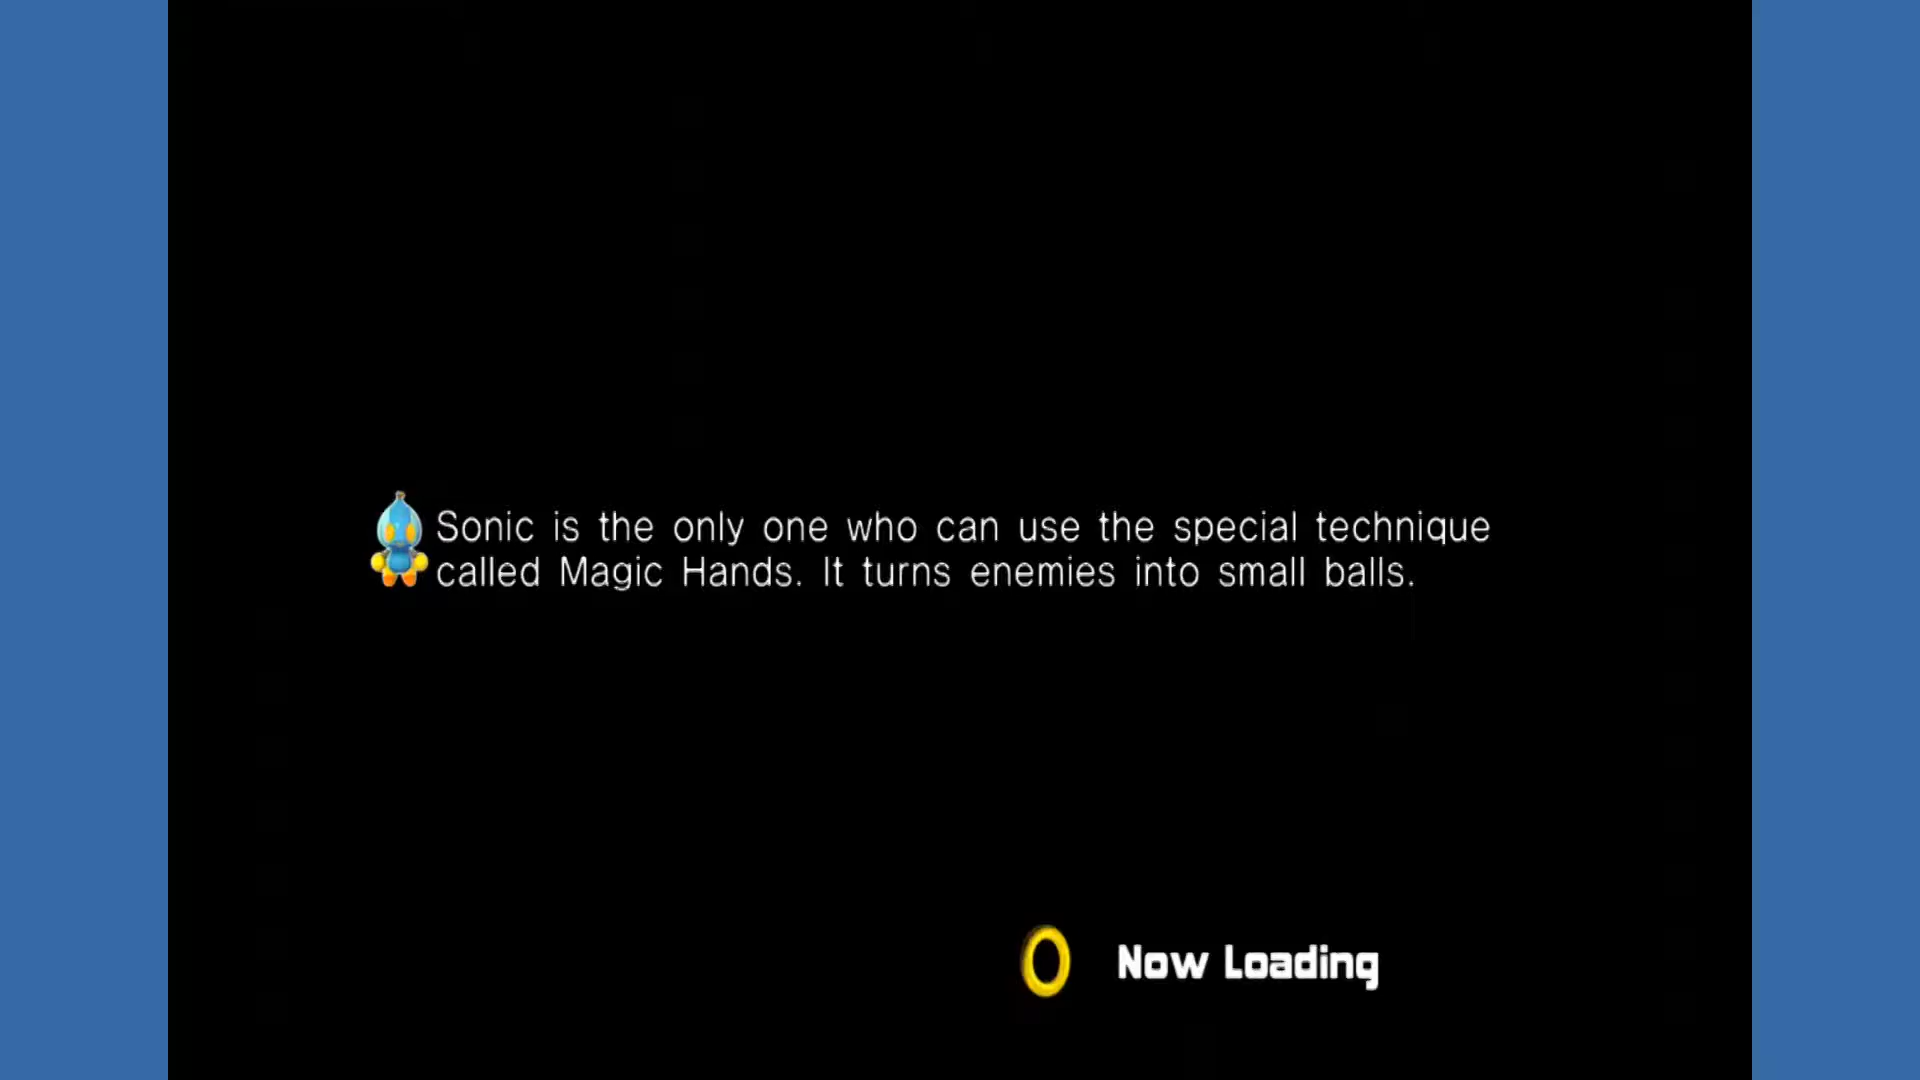 Sonic is the only one who can use the special technique
called Magic Hands. It turns enemies into small balls.
Now Loading